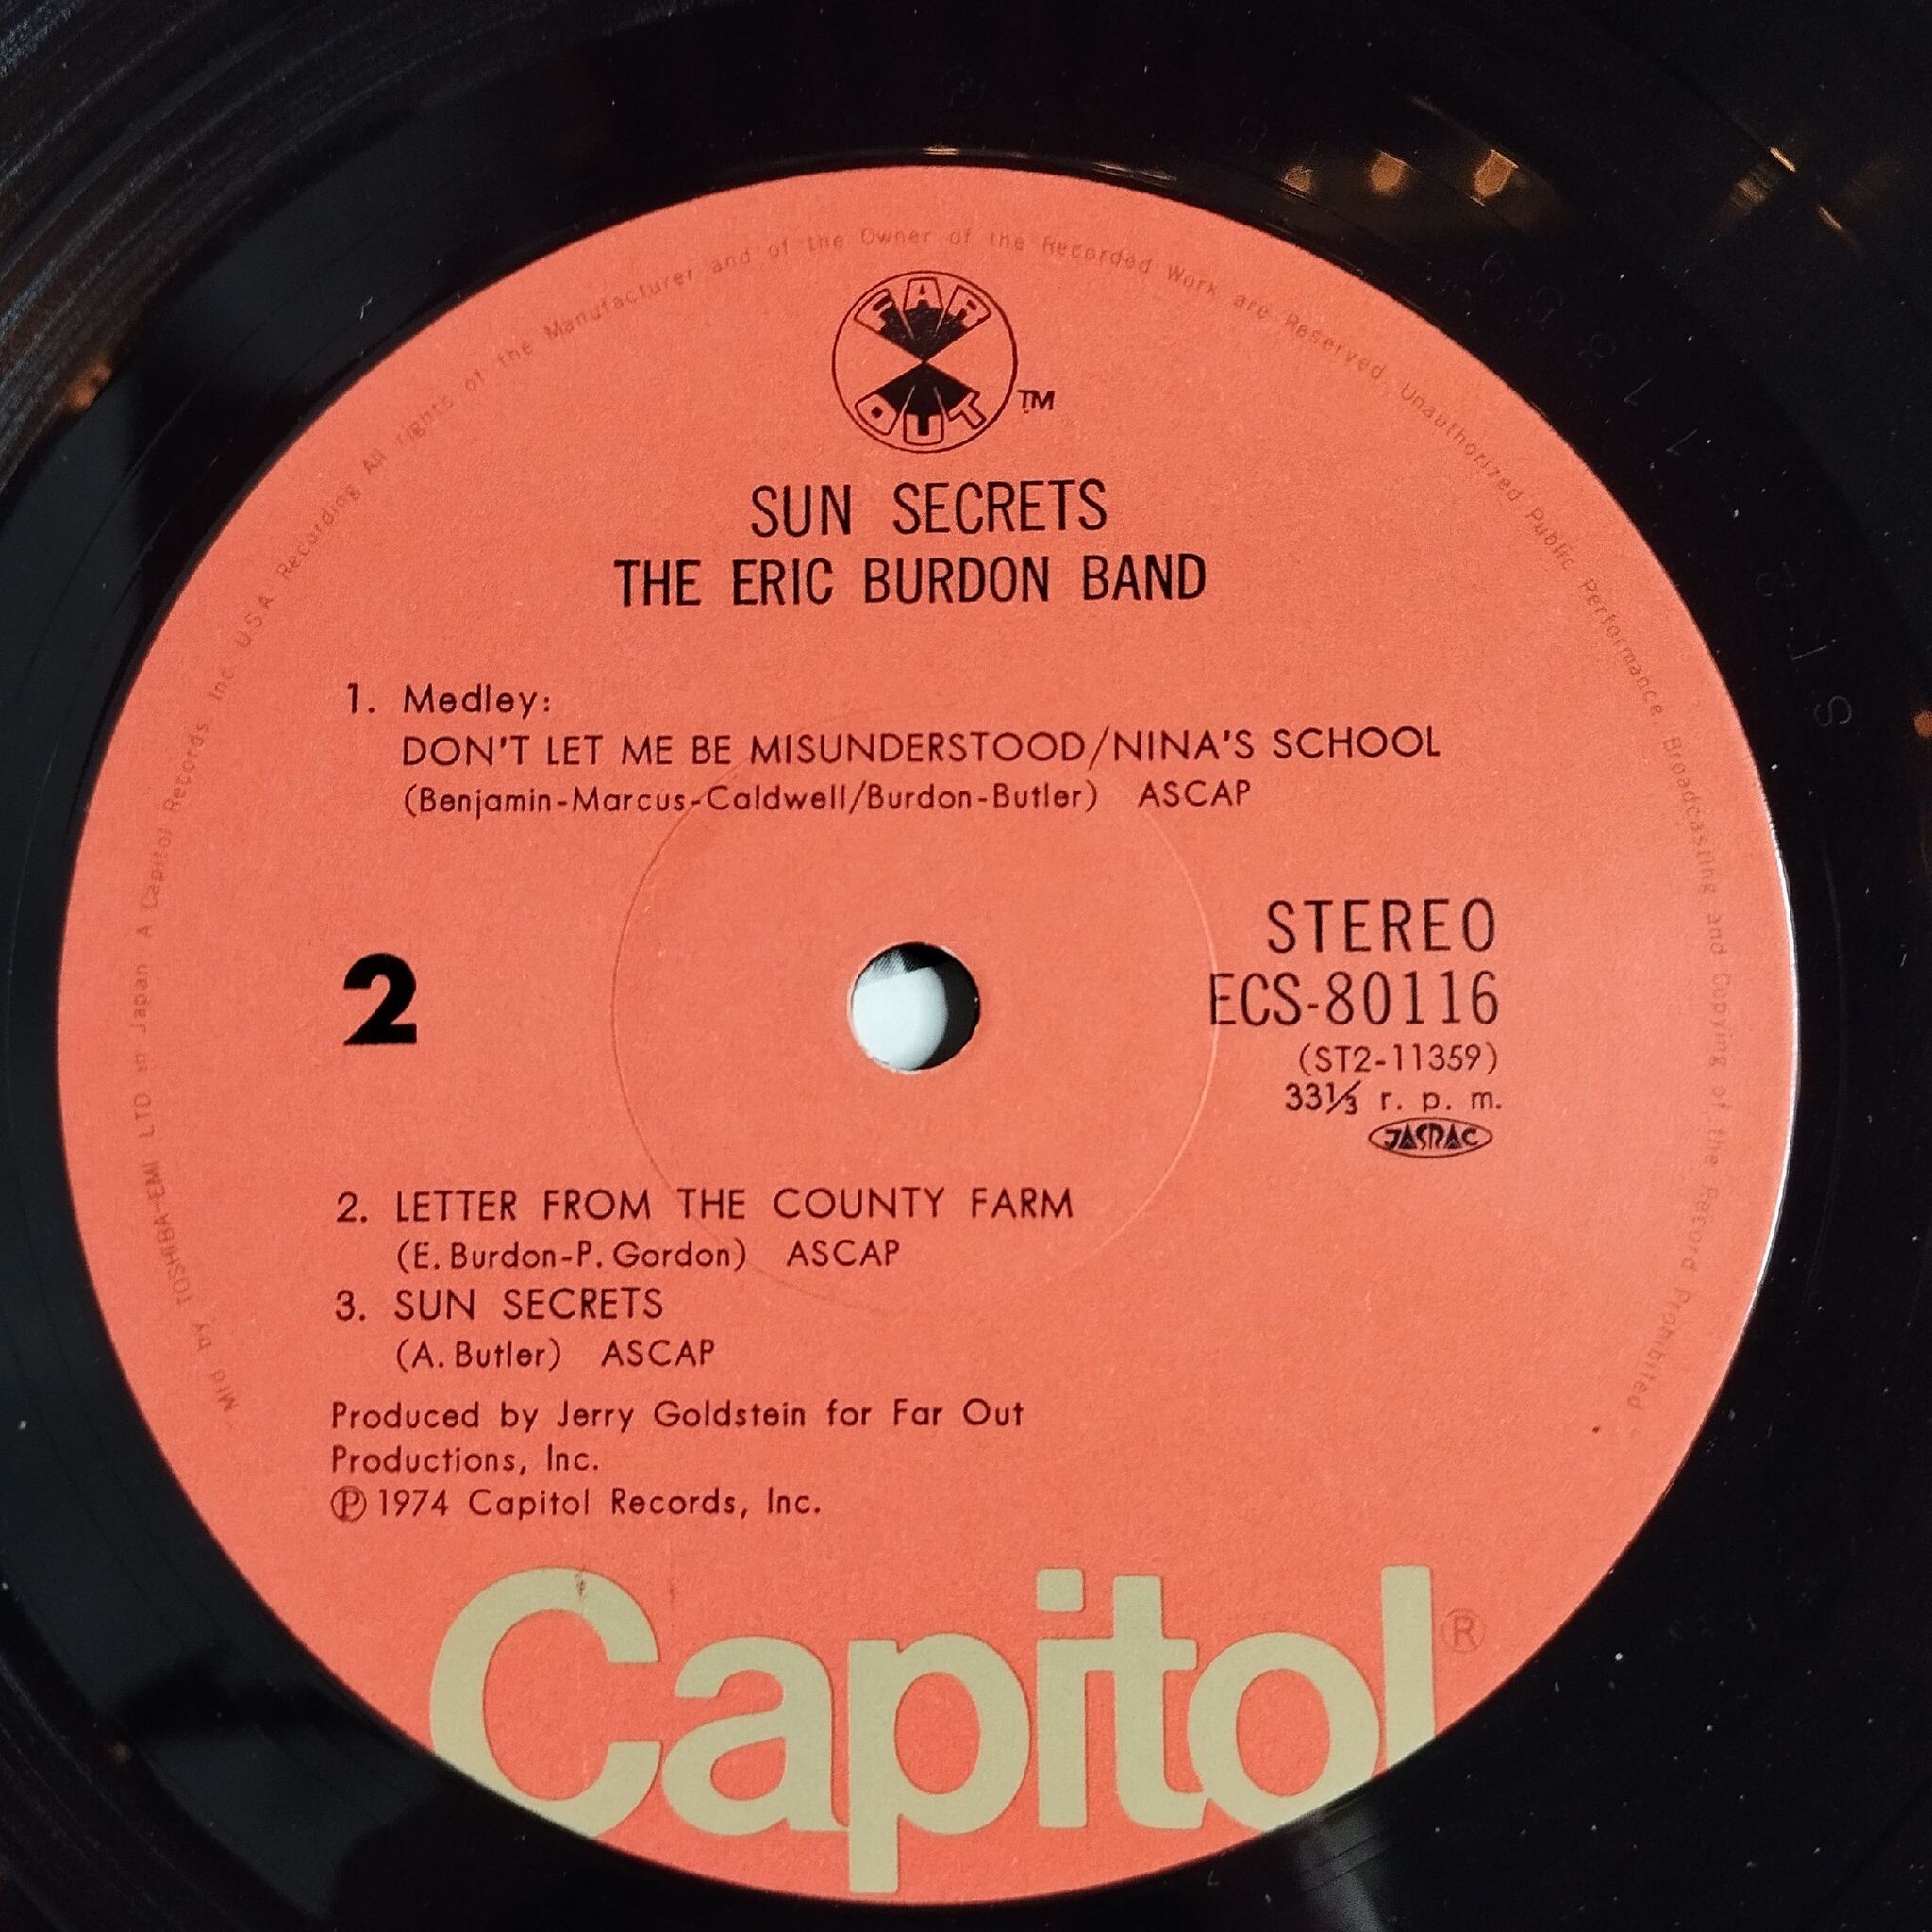 Mfd by TOSHIBA-EMI LTD in Japan A Capitol Records, Inc. U.S.A. Recording All rights of the Manufacturer and of the Owner of the Recorded Work are Reserved. Unauthorized Public Performance, Broadcasting and Copying of the Record Prohibited
FAR
OUT
TM
SUN SECRETS
THE ERIC BURDON BAND
1. Medley:
DON'T LET ME BE MISUNDERSTOOD/NINA'S SCHOOL
(Benjamin-Marcus-Caldwell/Burdon-Butler) ASCAP
2
STEREO
ECS-80116
(ST2-11359)
33⅓ r. p. m.
JASRAC
2. LETTER FROM THE COUNTY FARM
(E. Burdon-P. Gordon) ASCAP
3. SUN SECRETS
(A. Butler) ASCAP
Produced by Jerry Goldstein for Far Out
Productions, Inc.
℗ 1974 Capitol Records, Inc.
Capitol ®